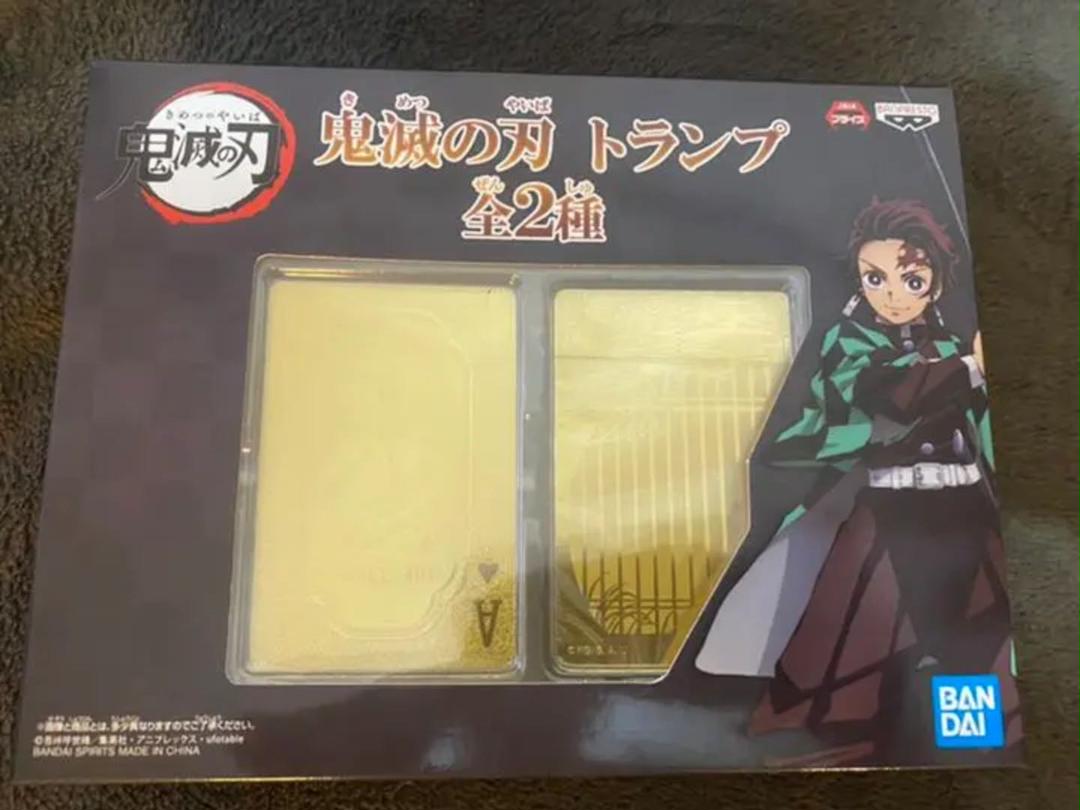 きめつのやいば
鬼滅の刃
きめつ やいば
鬼滅の刃 トランプ
ぜん しゅ
全2種
JAIA
プライズ
BANPRESTO
A
BAN
DAI
※画像と商品とは、多少異なりますのでご了承ください。
©吾峠呼世晴/集英社・アニプレックス・ufotable
BANDAI SPIRITS MADE IN CHINA